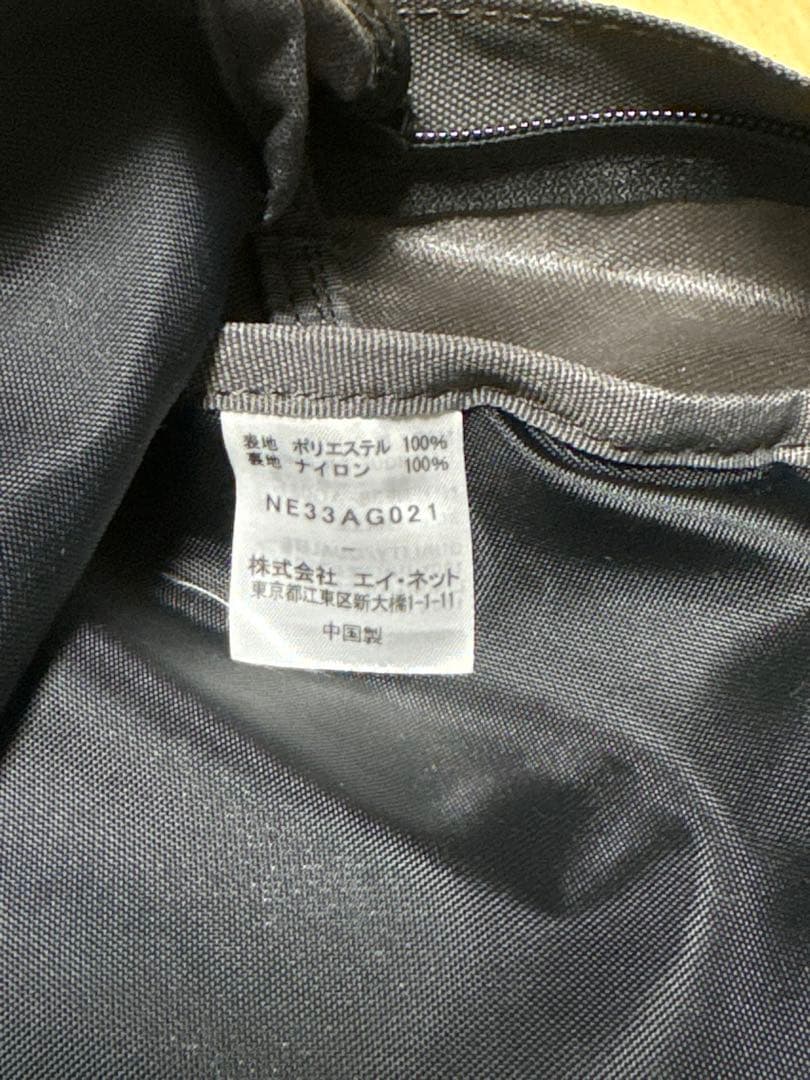 表地 ポリエステル 100%
裏地 ナイロン 100%
NE33AG021
-
株式会社 エイ・ネット
東京都江東区新大橋1-1-11
中国製